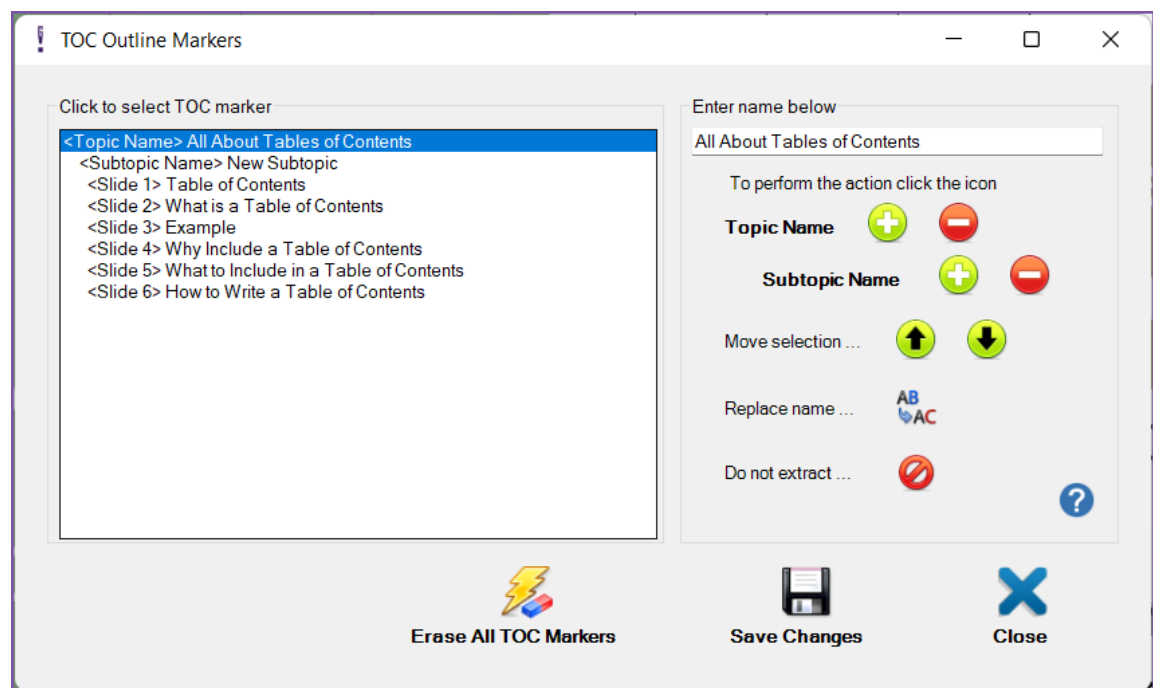 TOC Outline Markers
Click to select TOC marker
<Topic Name> All About Tables of Contents
<Subtopic Name> New Subtopic
<Slide 1> Table of Contents
<Slide 2> What is a Table of Contents
<Slide 3> Example
<Slide 4> Why Include a Table of Contents
<Slide 5> What to Include in a Table of Contents
<Slide 6> How to Write a Table of Contents
Enter name below
All About Tables of Contents
To perform the action click the icon
Topic Name
Subtopic Name
Move selection ...
Replace name ...
AB
AC
Do not extract ...
?
Erase All TOC Markers
Save Changes
Close